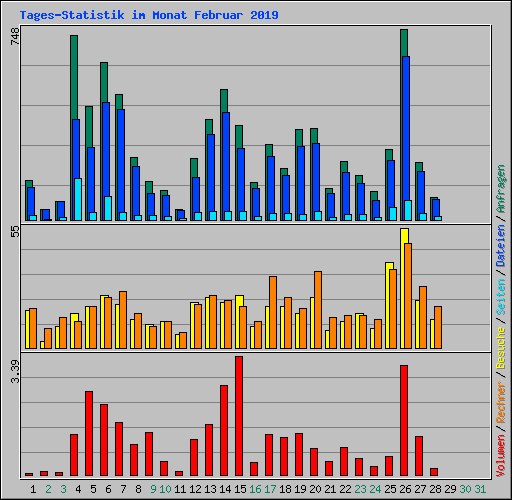 Tages-Statistik im Monat Februar 2019
748
55
3.39
Volumen / Rechner / Besuche / Seiten / Dateien / Anfragen
1 2 3 4 5 6 7 8 9 10 11 12 13 14 15 16 17 18 19 20 21 22 23 24 25 26 27 28 29 30 31